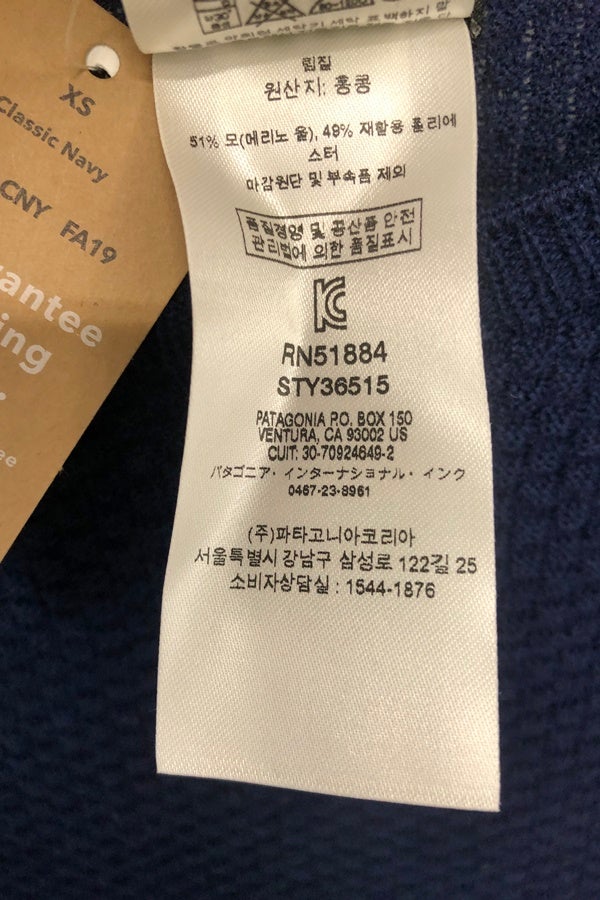 XS
Classic Navy
CNY FA19
antee
ing
ee
원산지: 홍콩
51% 모(메리노 울), 49% 재활용 폴리에
스터
마감원단 및 부속품 제외
품질경영 및 공산품 안전
관리법에 의한 품질표시
RN51884
STY36515
PATAGONIA P.O. BOX 150
VENTURA, CA 93002 US
CUIT: 30-70924649-2
パタゴニア・インターナショナル・インク
0467-23-8961
(주)파타고니아코리아
서울특별시 강남구 삼성로 122길 25
소비자상담실 : 1544-1876